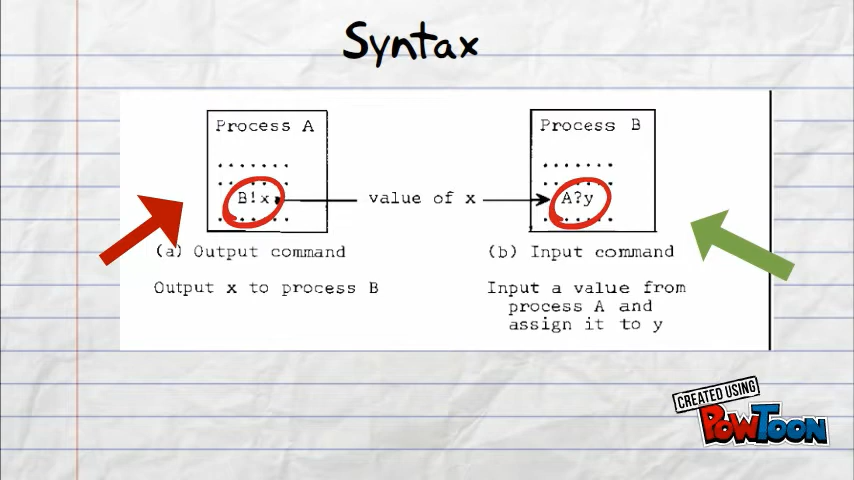 Syntax
Process A
Process B
B!x
value of x
A?y
(a) Output command
(b) Input command
Output x to process B
Input a value from
process A and
assign it to y
CREATED USING
POWTOON